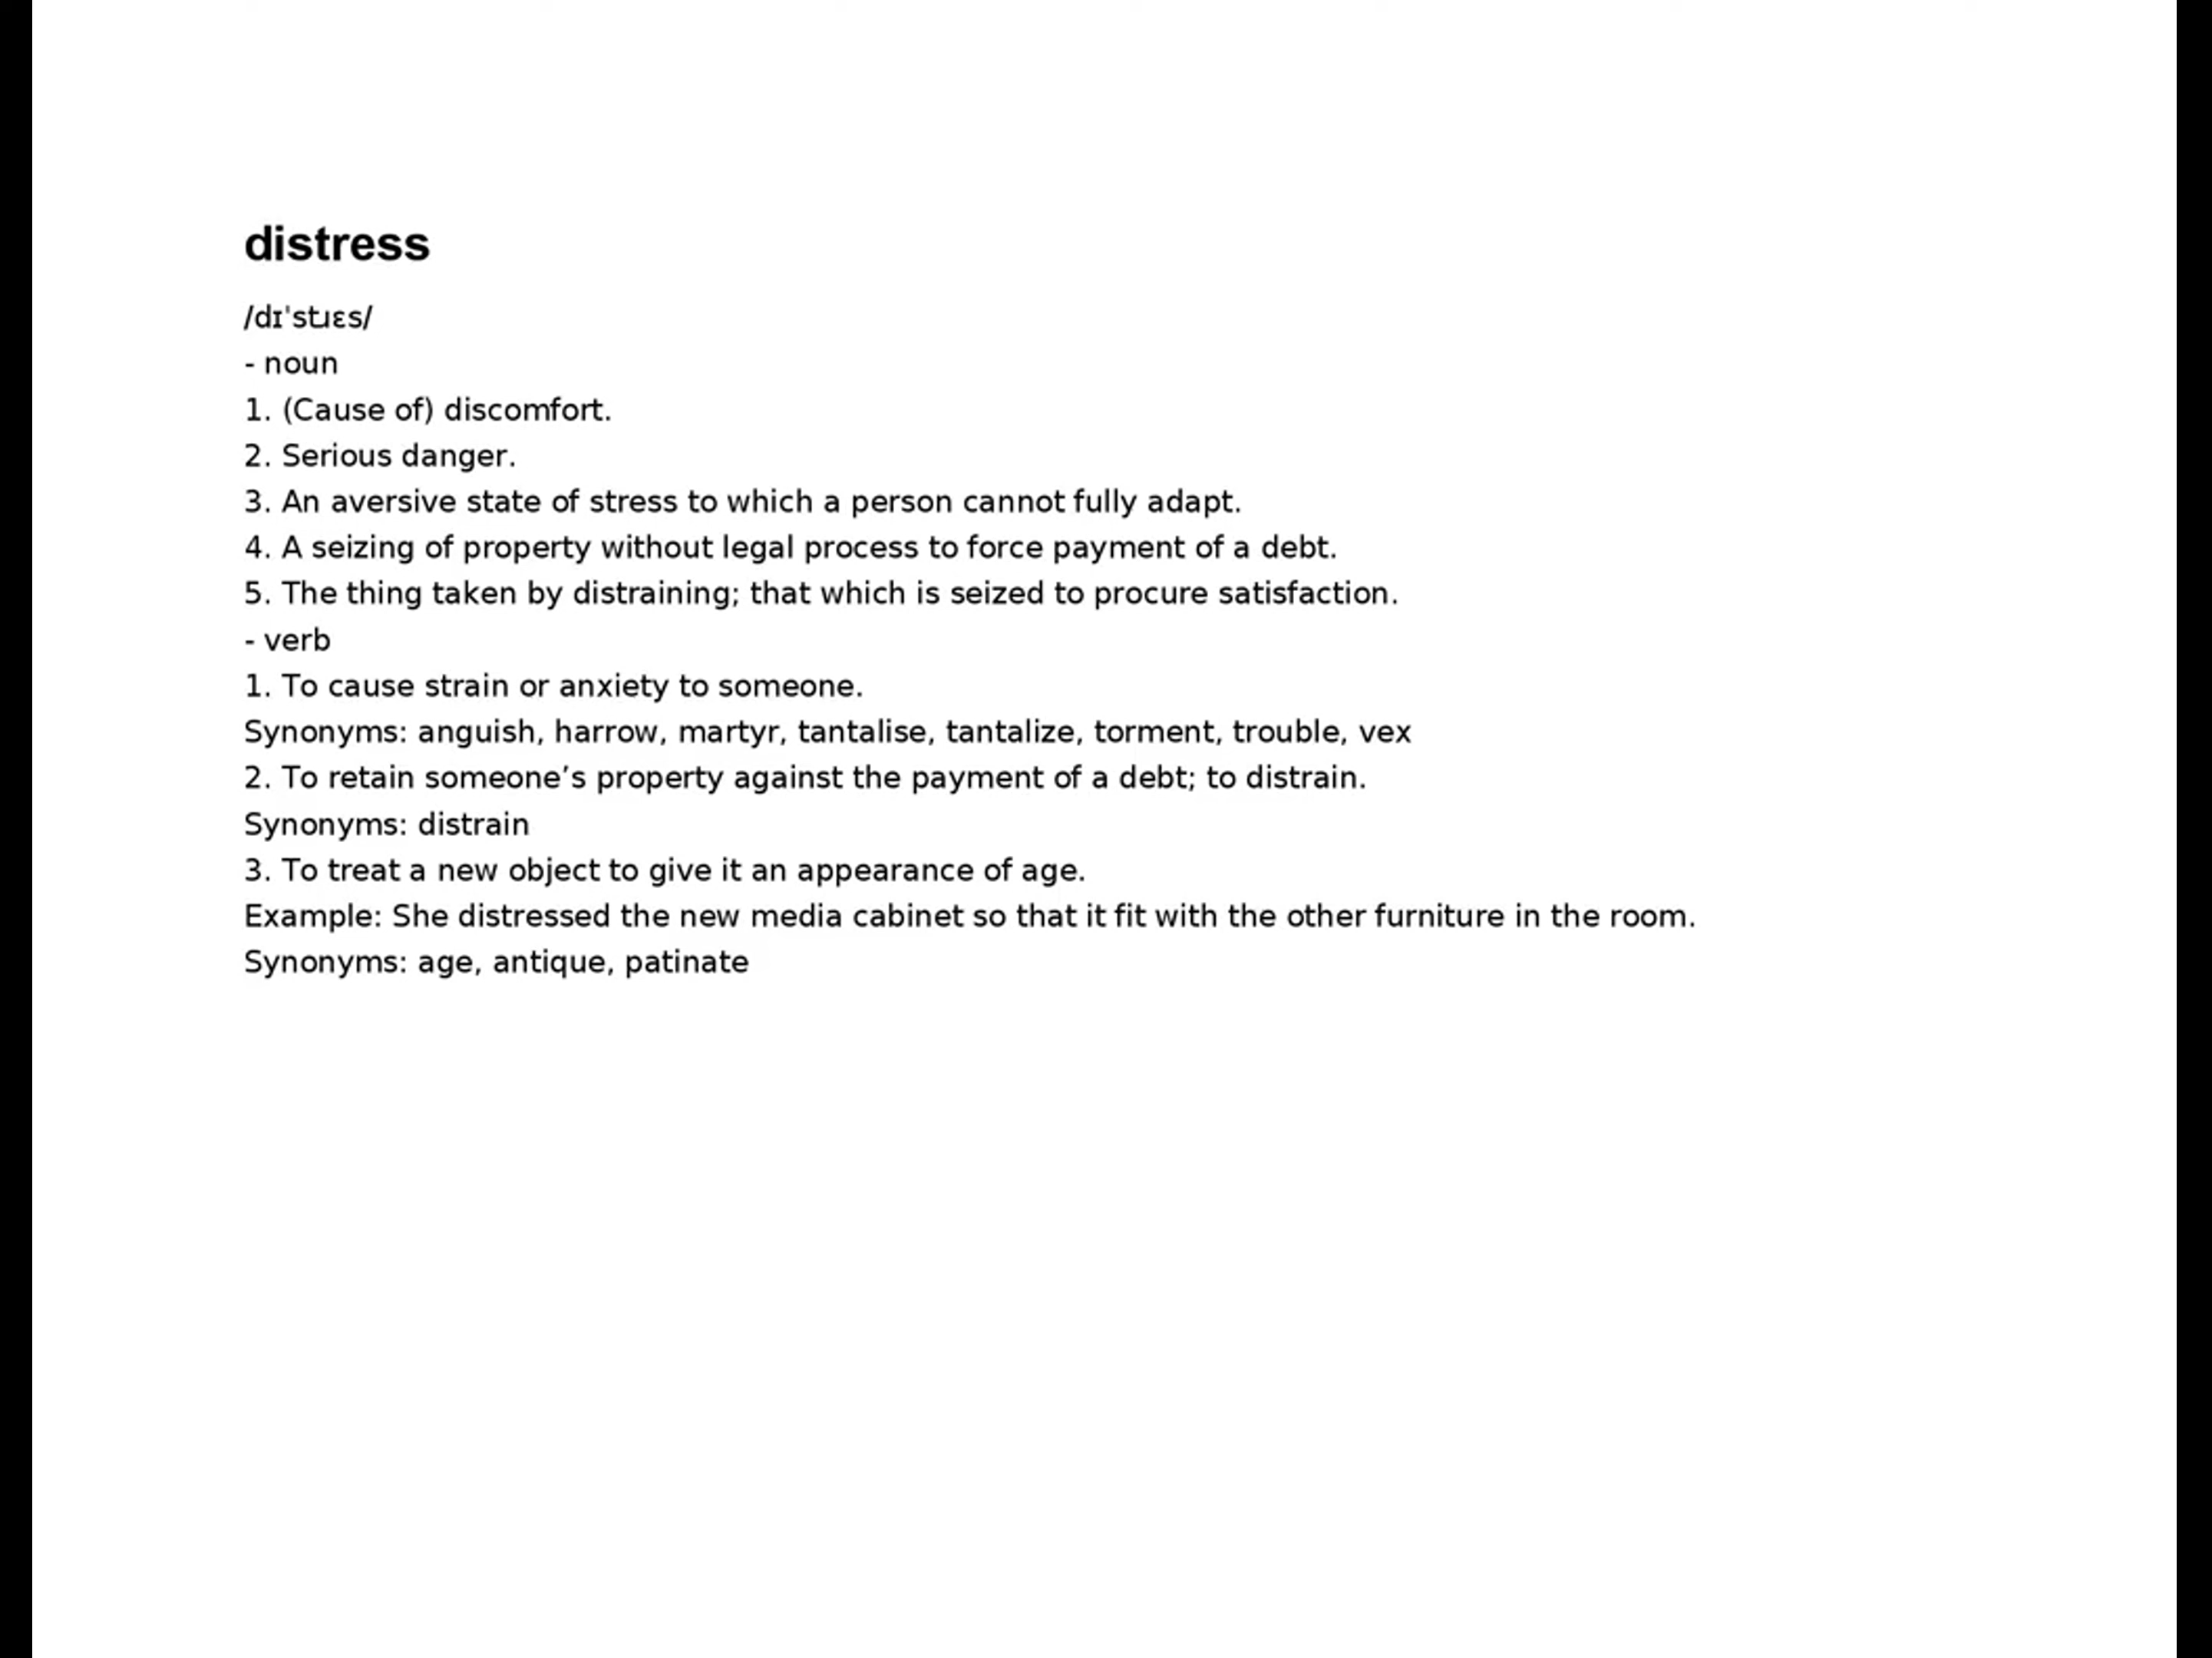 distress
/dɪˈstɹɛs/
- noun
1. (Cause of) discomfort.
2. Serious danger.
3. An aversive state of stress to which a person cannot fully adapt.
4. A seizing of property without legal process to force payment of a debt.
5. The thing taken by distraining; that which is seized to procure satisfaction.
- verb
1. To cause strain or anxiety to someone.
Synonyms: anguish, harrow, martyr, tantalise, tantalize, torment, trouble, vex
2. To retain someone’s property against the payment of a debt; to distrain.
Synonyms: distrain
3. To treat a new object to give it an appearance of age.
Example: She distressed the new media cabinet so that it fit with the other furniture in the room.
Synonyms: age, antique, patinate